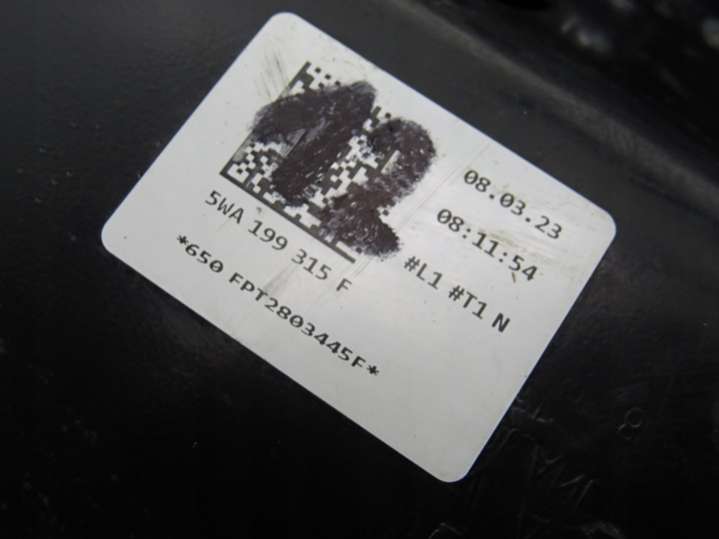 08.03.23
08:11:54
#L1 #T1 N
5WA 199 315 F
*650 FPT2803445F*